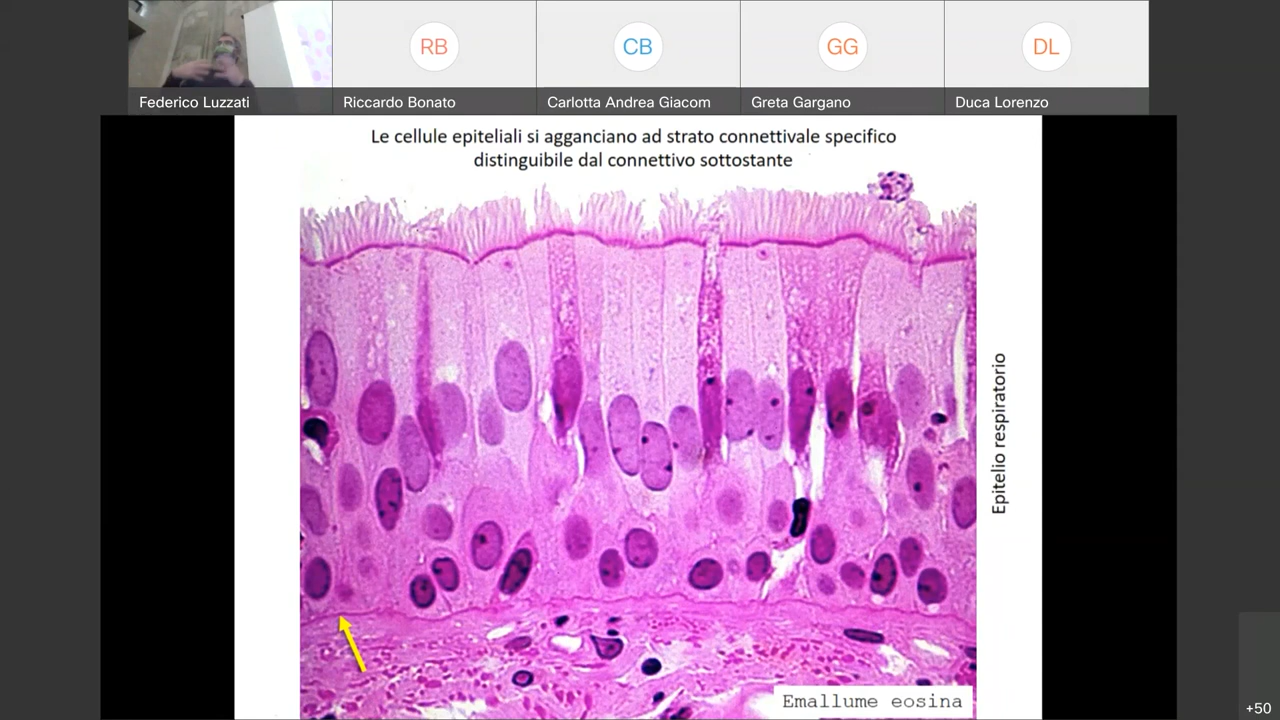 RB
CB
GG
DL
Federico Luzzati
Riccardo Bonato
Carlotta Andrea Giacom
Greta Gargano
Duca Lorenzo
Le cellule epiteliali si agganciano ad strato connettivale specifico
distinguibile dal connettivo sottostante
Epitelio respiratorio
Emallume eosina
+50